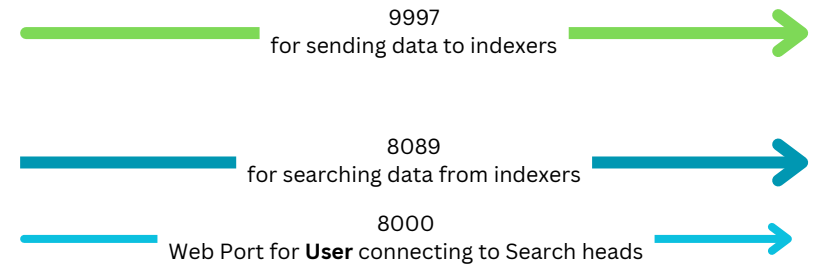 9997
for sending data to indexers
8089
for searching data from indexers
8000
Web Port for User connecting to Search heads